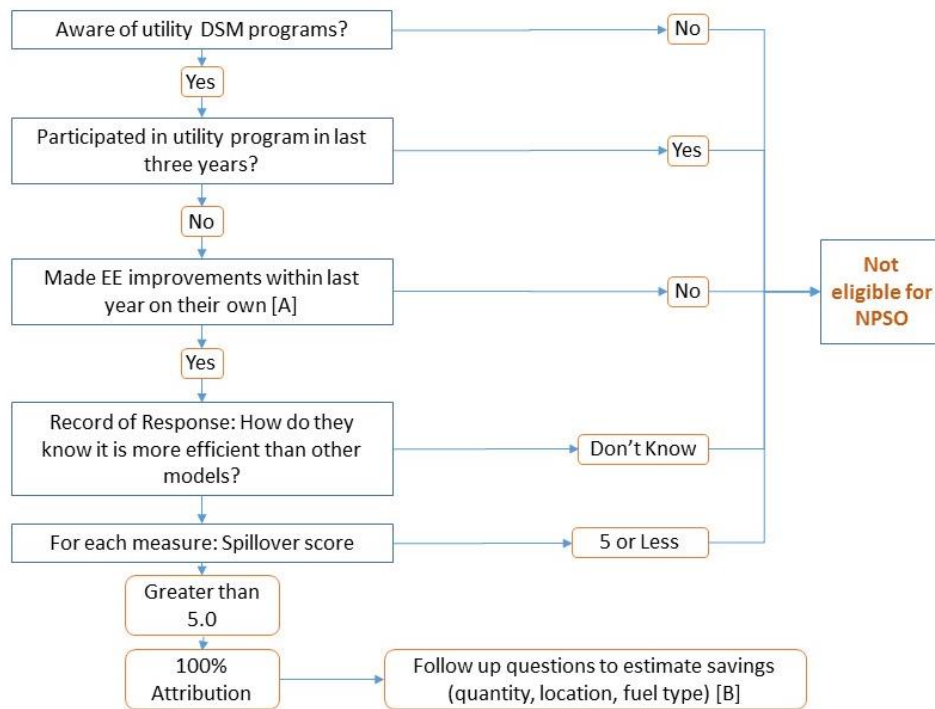 Aware of utility DSM programs?
No
Yes
Participated in utility program in last
three years?
Yes
No
Made EE improvements within last
year on their own [A]
No
Not
eligible for
NPSO
Yes
Record of Response: How do they
know it is more efficient than other
models?
Don't Know
For each measure: Spillover score
5 or Less
Greater than
5.0
100%
Attribution
Follow up questions to estimate savings
(quantity, location, fuel type) [B]